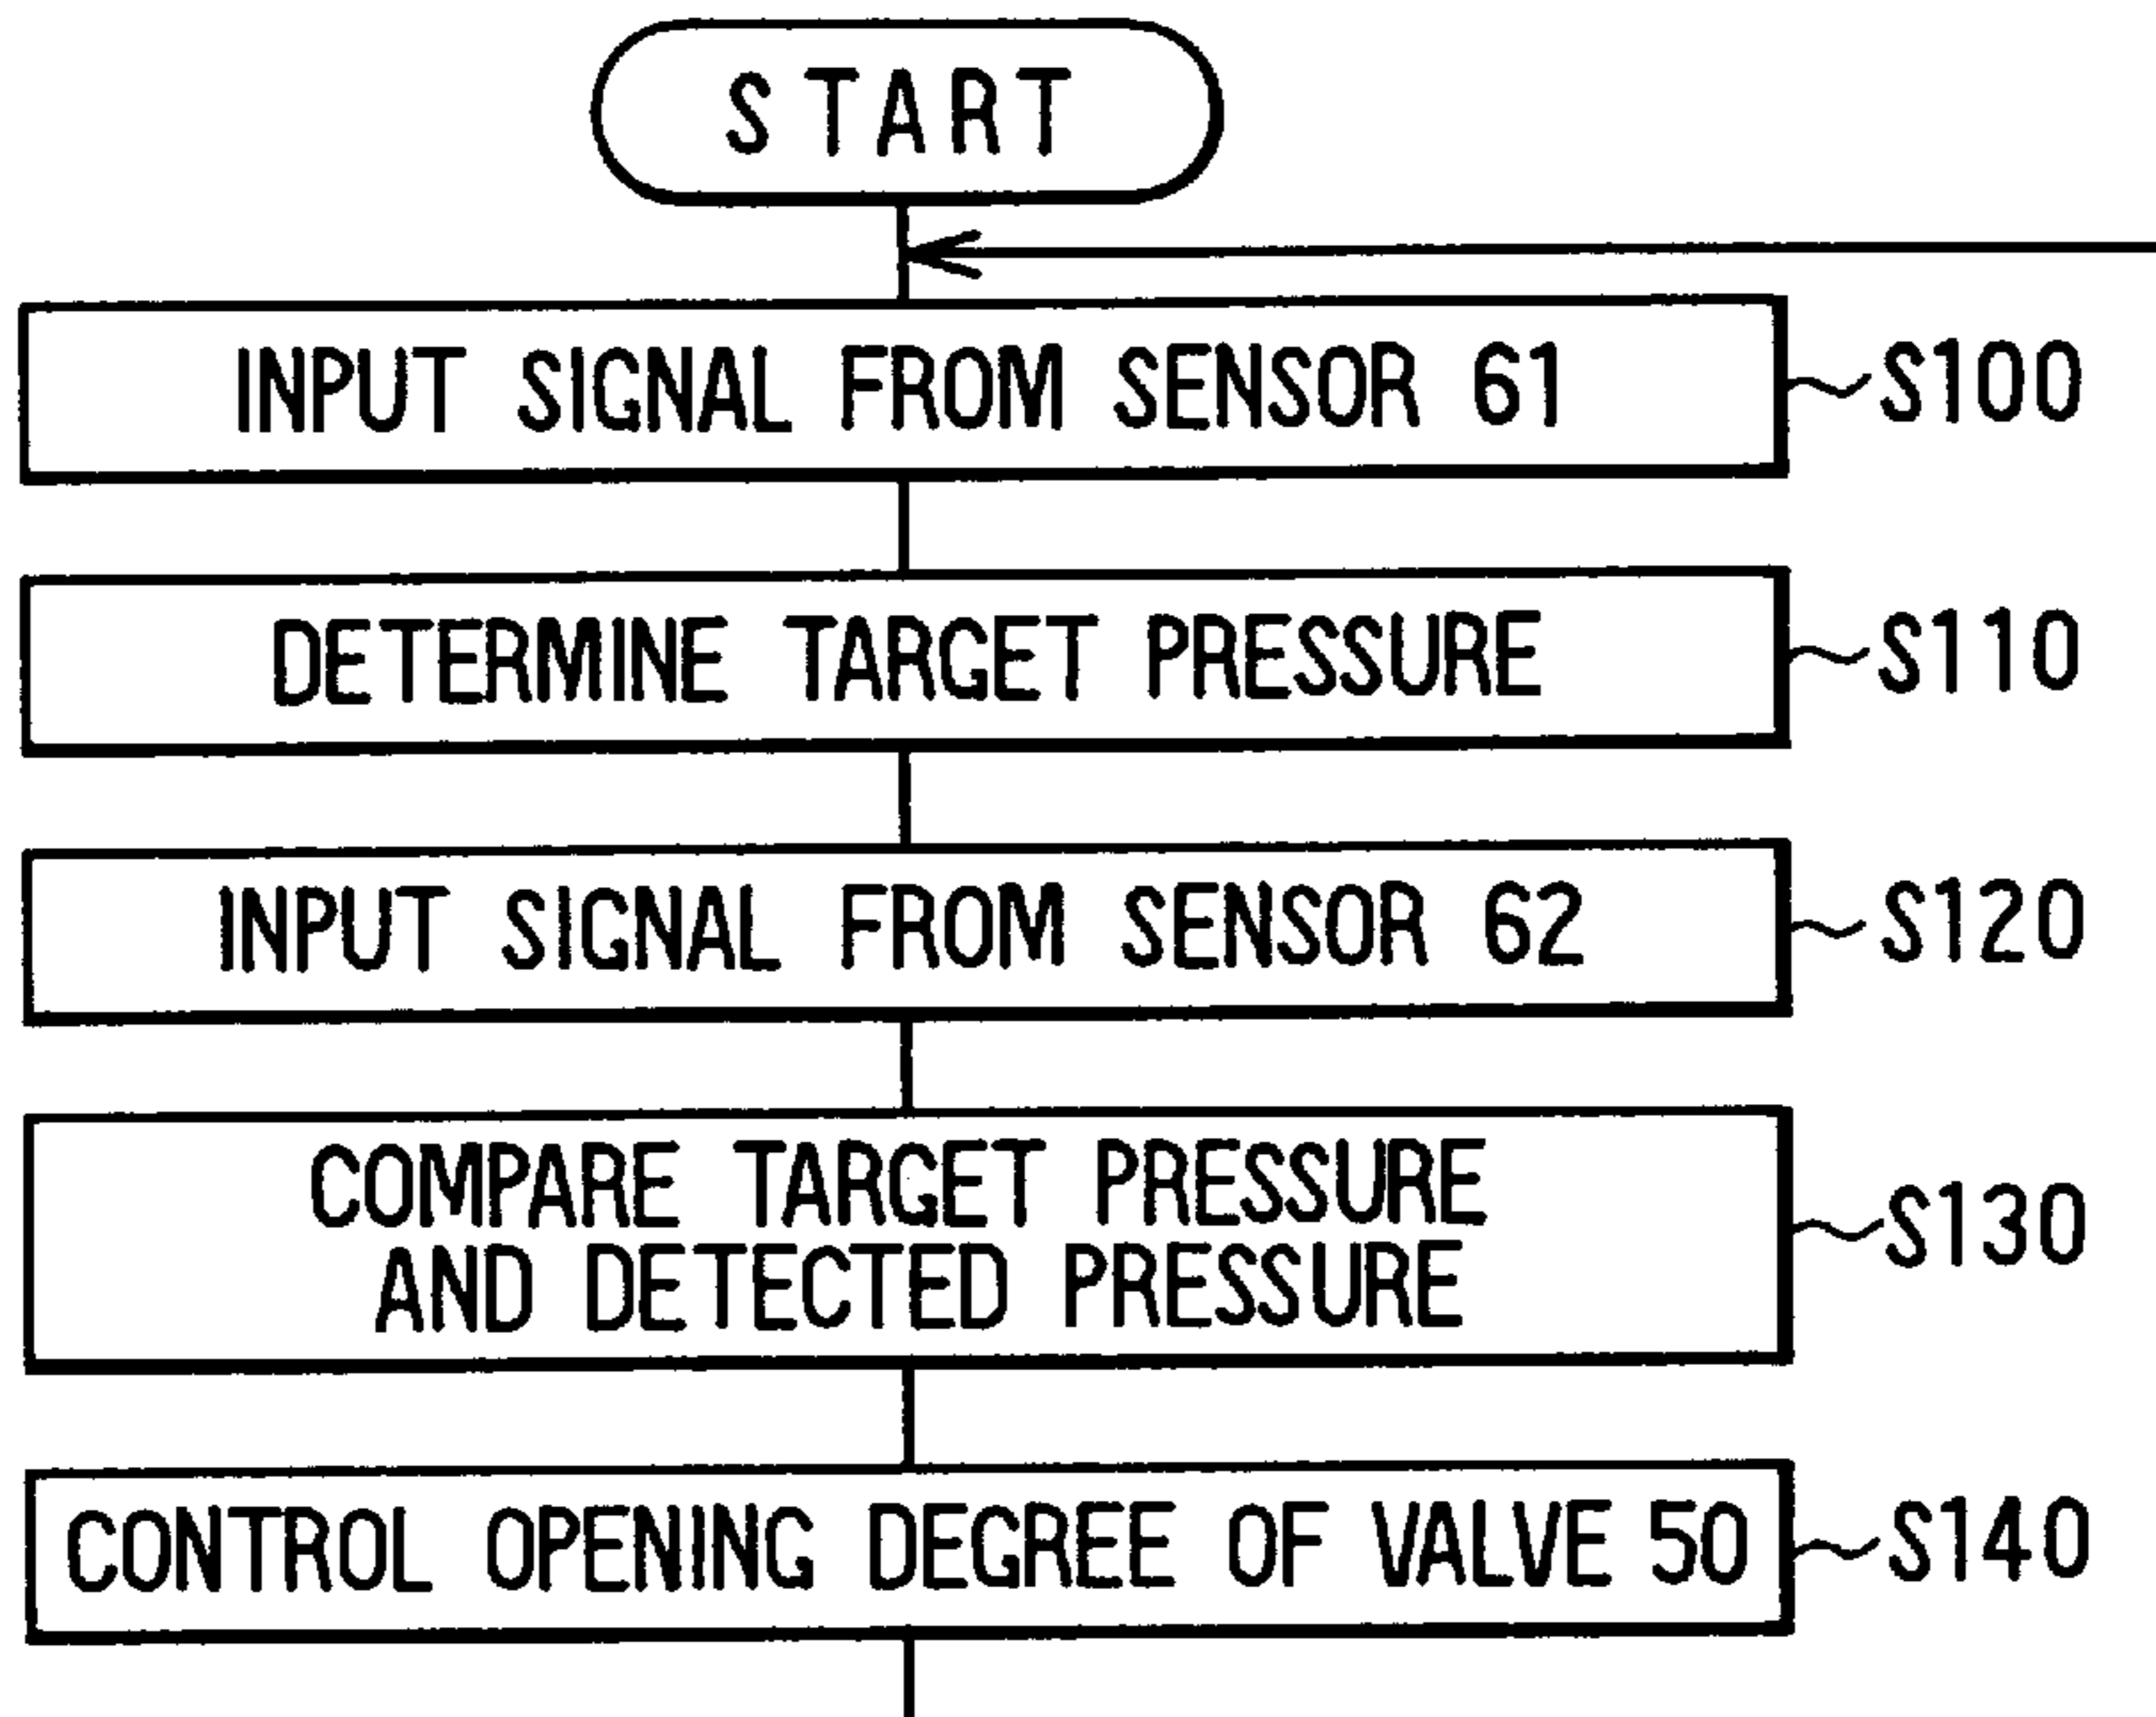 START
INPUT SIGNAL FROM SENSOR 61
S100
DETERMINE TARGET PRESSURE
S110
INPUT SIGNAL FROM SENSOR 62
S120
COMPARE TARGET PRESSURE
AND DETECTED PRESSURE
S130
CONTROL OPENING DEGREE OF VALVE 50
S140